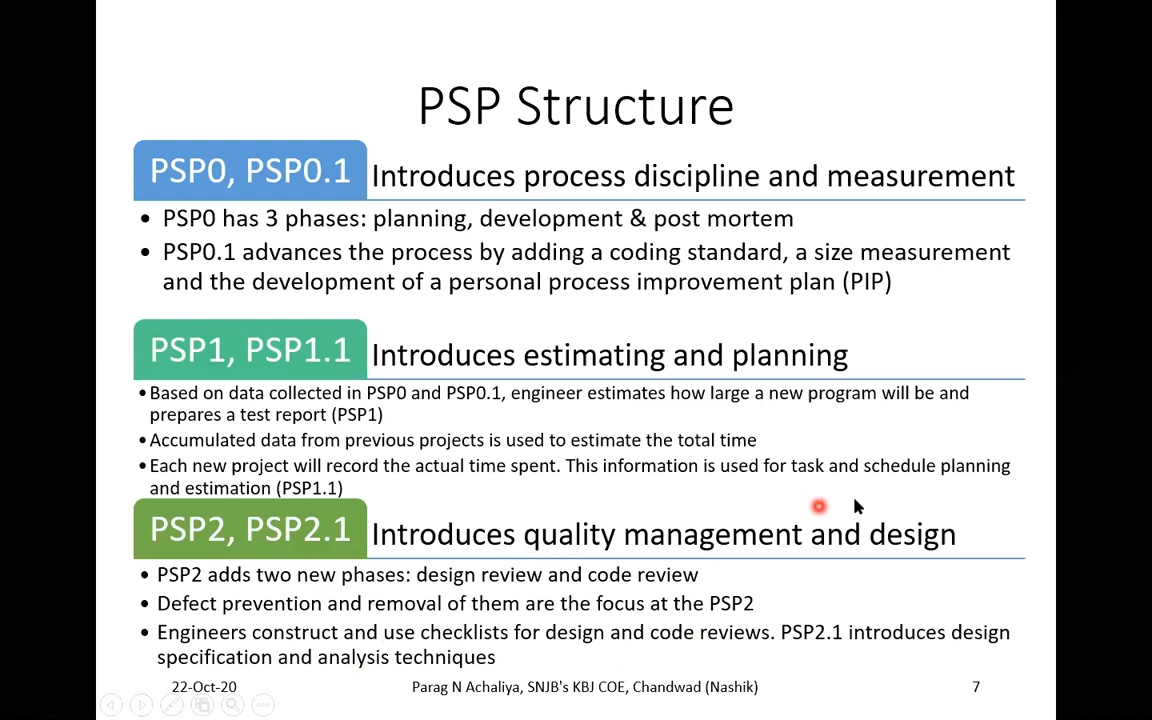 PSP Structure
PSP0, PSP0.1
Introduces process discipline and measurement
• PSP0 has 3 phases: planning, development & post mortem
• PSP0.1 advances the process by adding a coding standard, a size measurement
and the development of a personal process improvement plan (PIP)
PSP1, PSP1.1
Introduces estimating and planning
•Based on data collected in PSP0 and PSP0.1, engineer estimates how large a new program will be and
prepares a test report (PSP1)
•Accumulated data from previous projects is used to estimate the total time
•Each new project will record the actual time spent. This information is used for task and schedule planning
and estimation (PSP1.1)
PSP2, PSP2.1
Introduces quality management and design
• PSP2 adds two new phases: design review and code review
• Defect prevention and removal of them are the focus at the PSP2
• Engineers construct and use checklists for design and code reviews. PSP2.1 introduces design
specification and analysis techniques
22-Oct-20
Parag N Achaliya, SNJB's KBJ COE, Chandwad (Nashik)
7